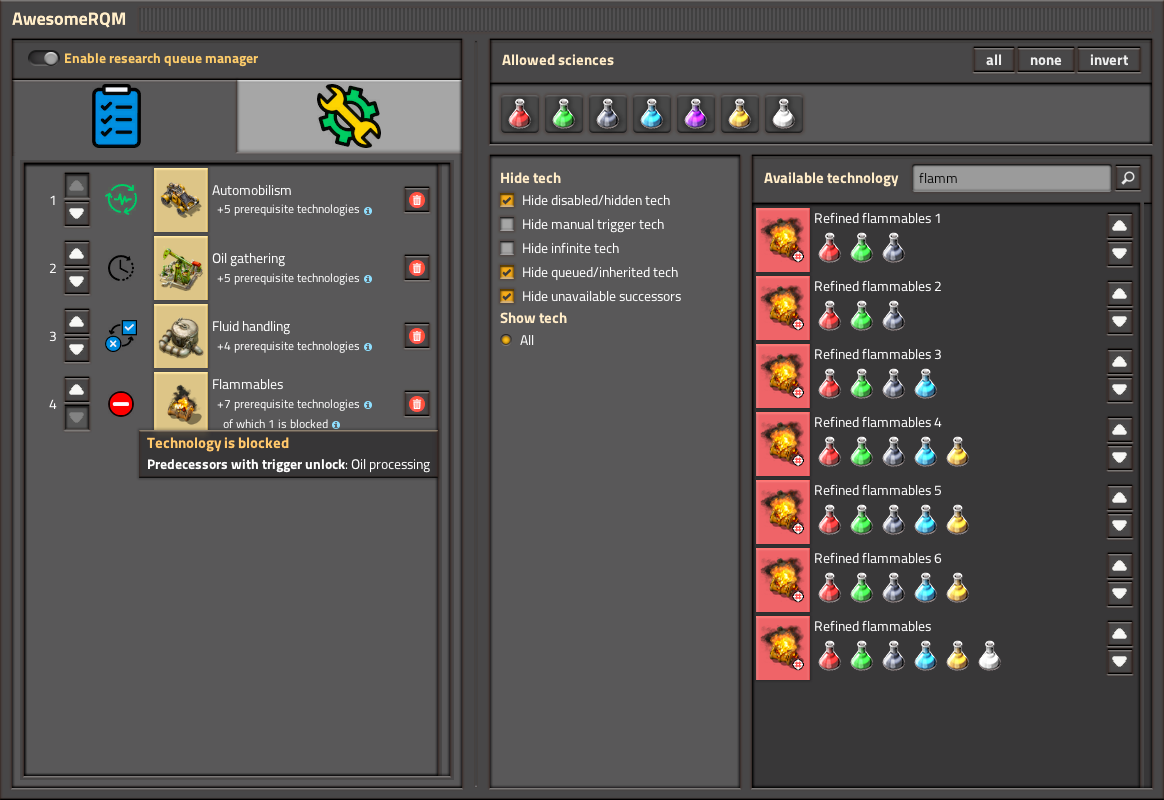 AwesomeRQM
Enable research queue manager
1
Automobilism
+5 prerequisite technologies
2
Oil gathering
+5 prerequisite technologies
3
Fluid handling
+4 prerequisite technologies
4
Flammables
+7 prerequisite technologies
of which 1 is blocked
Technology is blocked
Predecessors with trigger unlock: Oil processing
Allowed sciences
all
none
invert
Hide tech
Hide disabled/hidden tech
Hide manual trigger tech
Hide infinite tech
Hide queued/inherited tech
Hide unavailable successors
Show tech
All
Available technology
flamm
Refined flammables 1
Refined flammables 2
Refined flammables 3
Refined flammables 4
Refined flammables 5
Refined flammables 6
Refined flammables